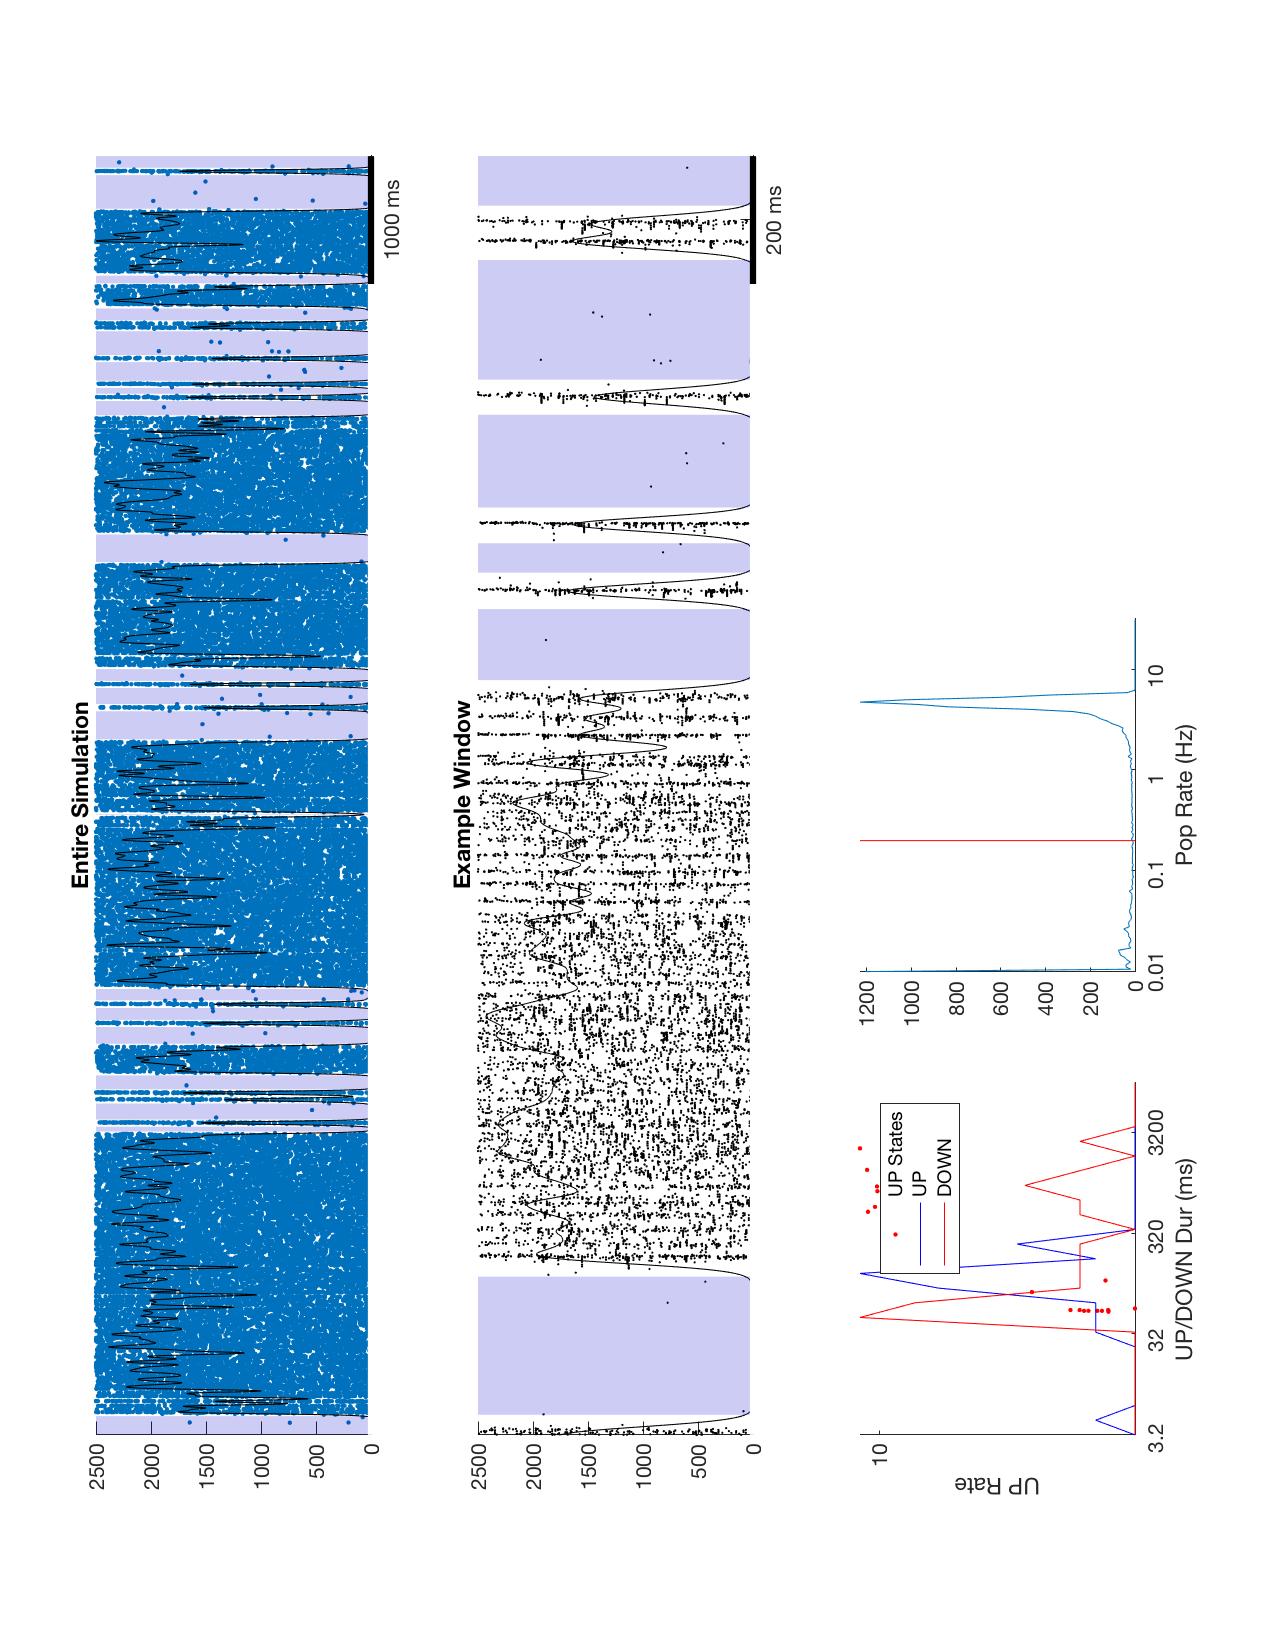 Entire Simulation
2500
2000
1500
1000
500
0
1000 ms
Example Window
2500
2000
1500
1000
500
0
200 ms
UP Rate
10
UP States
UP
DOWN
3.2
32
320
3200
UP/DOWN Dur (ms)
1200
1000
800
600
400
200
0
0.01
0.1
1
10
Pop Rate (Hz)